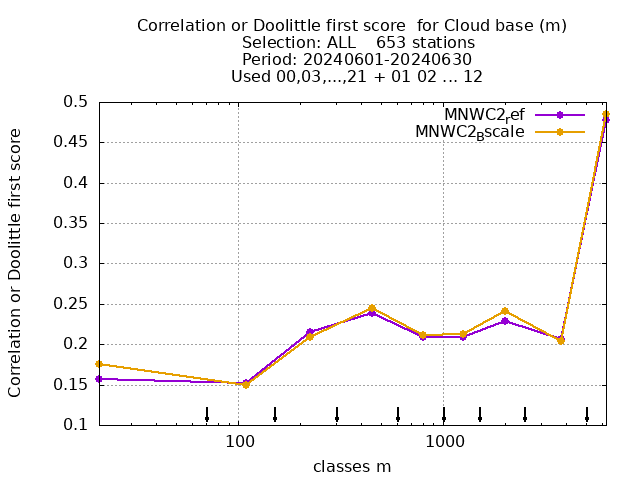 Correlation or Doolittle first score  for Cloud base (m)
Selection: ALL    653 stations
Period: 20240601-20240630
Used 00,03,...,21 + 01 02 ... 12
MNWC2ref
MNWC2Bscale
Correlation or Doolittle first score
0.5
0.45
0.4
0.35
0.3
0.25
0.2
0.15
0.1
100
1000
classes m